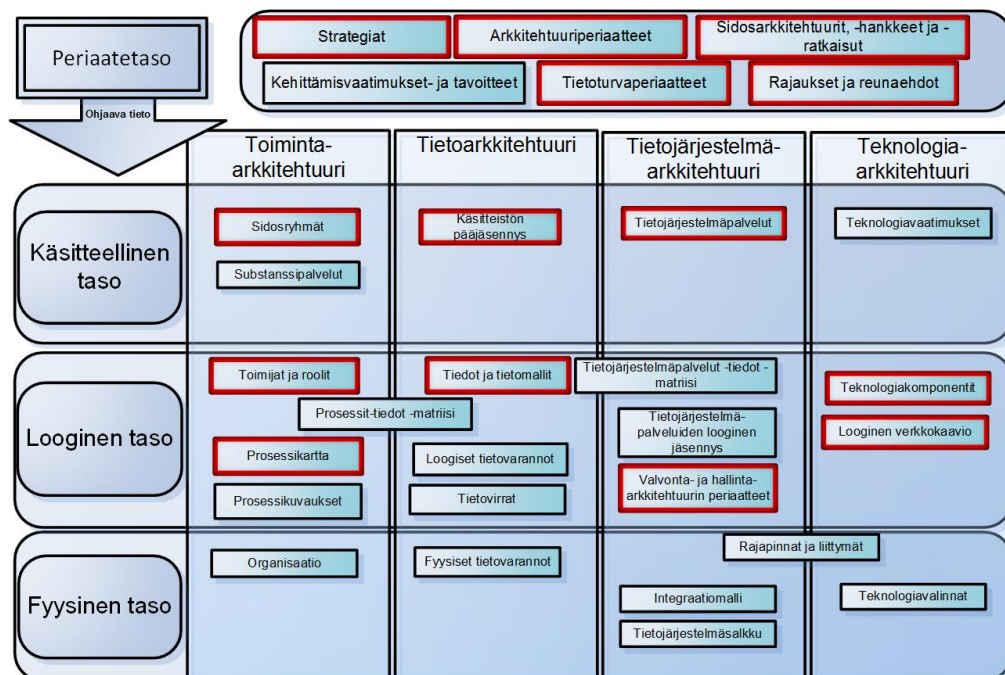 Periaatetaso
Ohjaava tieto
Strategiat
Arkkitehtuuriperiaatteet
Sidosarkkitehtuurit, -hankkeet ja -
ratkaisut
Kehittämisvaatimukset- ja tavoitteet
Tietoturvaperiaatteet
Rajaukset ja reunaehdot
Toiminta-
arkkitehtuuri
Tietoarkkitehtuuri
Tietojärjestelmä-
arkkitehtuuri
Teknologia-
arkkitehtuuri
Käsitteellinen
taso
Sidosryhmät
Substanssipalvelut
Käsitteistön
pääjäsennys
Tietojärjestelmäpalvelut
Teknologiavaatimukset
Looginen taso
Toimijat ja roolit
Prosessit-tiedot -matriisi
Prosessikartta
Prosessikuvaukset
Tiedot ja tietomallit
Loogiset tietovarannot
Tietovirrat
Tietojärjestelmäpalvelut -tiedot -
matriisi
Tietojärjestelmä-
palveluiden looginen
jäsennys
Valvonta- ja hallinta-
arkkitehtuurin periaatteet
Teknologiakomponentit
Looginen verkkokaavio
Fyysinen taso
Organisaatio
Fyysiset tietovarannot
Rajapinnat ja liittymät
Integraatiomalli
Tietojärjestelmäsalkku
Teknologiavalinnat